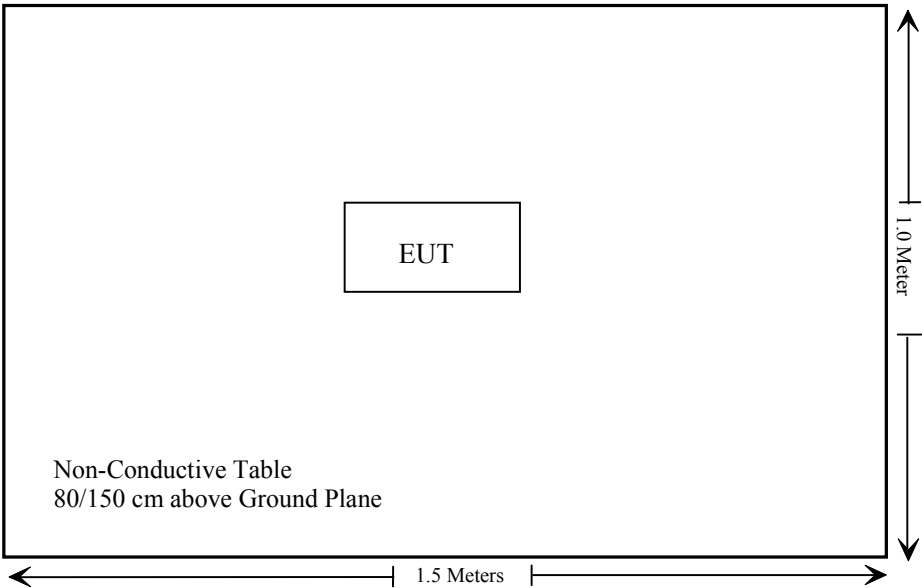 EUT
1.0 Meter
Non-Conductive Table
80/150 cm above Ground Plane
1.5 Meters